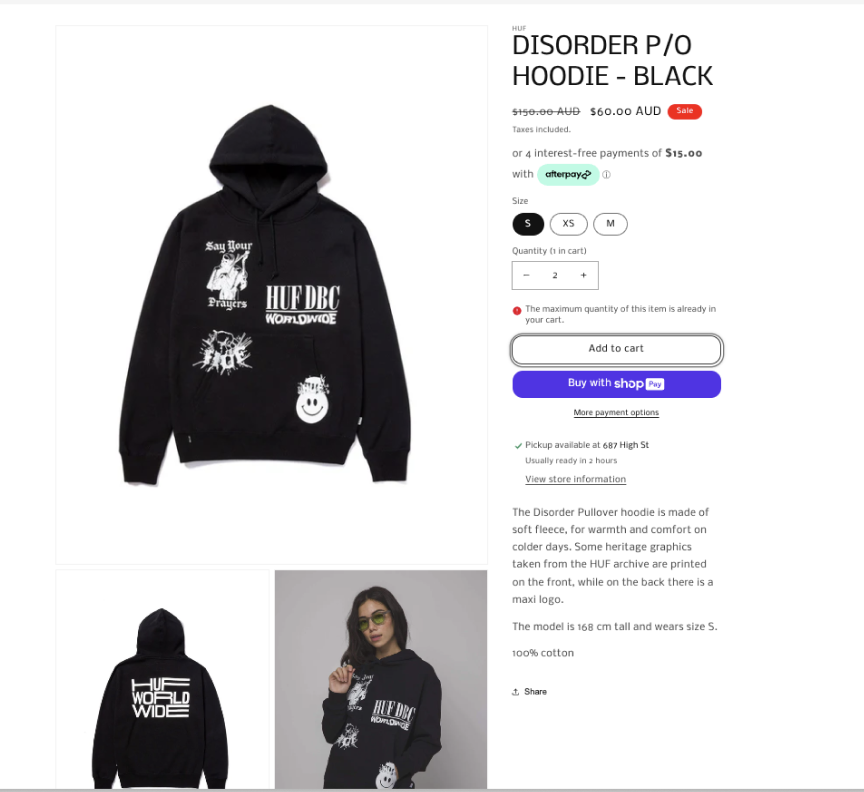 HUF
DISORDER P/O
HOODIE - BLACK
$150.00 AUD $60.00 AUD Sale
Taxes included.
or 4 interest-free payments of $15.00
with afterpay
Size
S XS M
Quantity (1 in cart)
− 2 +
The maximum quantity of this item is already in
your cart.
Add to cart
Buy with shop Pay
More payment options
Pickup available at 687 High St
Usually ready in 2 hours
View store information
The Disorder Pullover hoodie is made of
soft fleece, for warmth and comfort on
colder days. Some heritage graphics
taken from the HUF archive are printed
on the front, while on the back there is a
maxi logo.
The model is 168 cm tall and wears size S.
100% cotton
Share
Say Your
Prayers
HUF DBC
WORLDWIDE
HUF
WORLD
WIDE
HUF DBC
WORLDWIDE